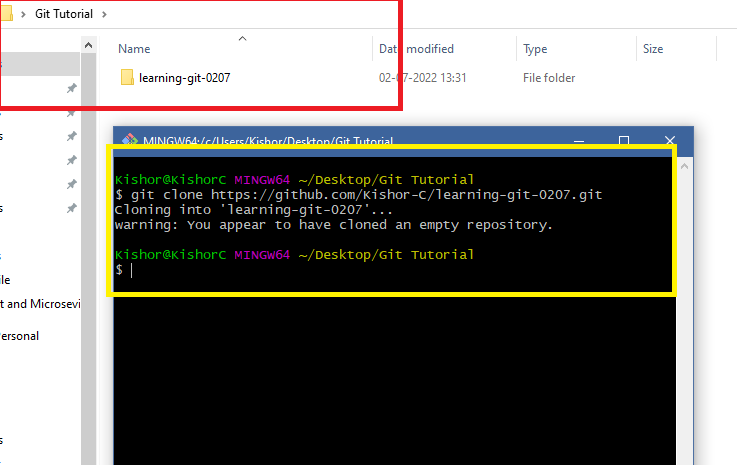 Git Tutorial
Name
Date modified
Type
Size
learning-git-0207
02-07-2022 13:31
File folder
MINGW64:/c/Users/Kishor/Desktop/Git Tutorial
Kishor@KishorC MINGW64 ~/Desktop/Git Tutorial
$ git clone https://github.com/Kishor-C/learning-git-0207.git
Cloning into 'learning-git-0207'...
warning: You appear to have cloned an empty repository.
Kishor@KishorC MINGW64 ~/Desktop/Git Tutorial
$
t and Microsevi
ersonal